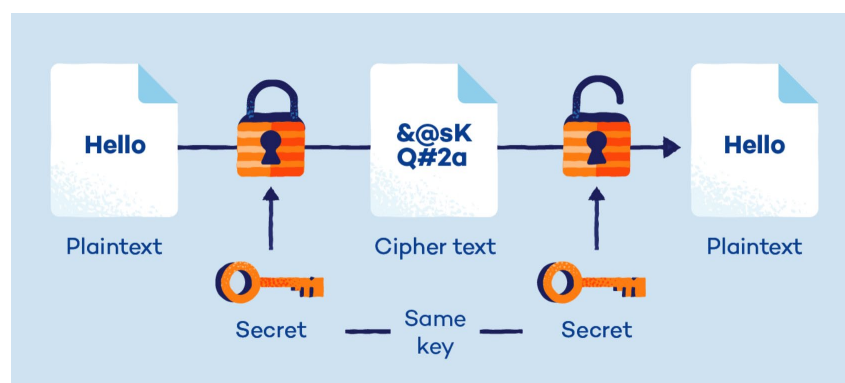 Hello
&@sK
Q#2a
Hello
Plaintext
Cipher text
Plaintext
Secret
Same
key
Secret